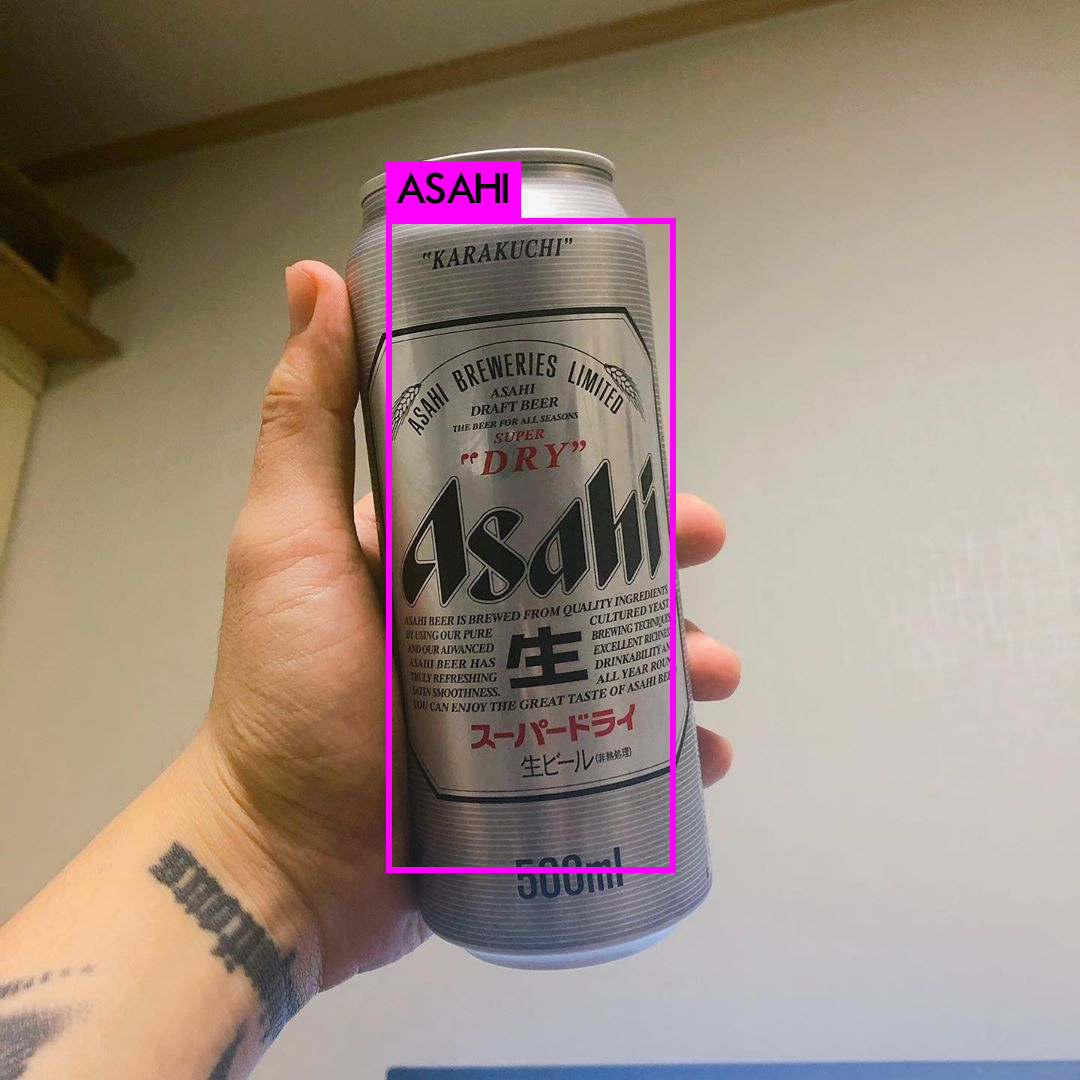 ASAHI
"KARAKUCHI"
ASAHI BREWERIES LIMITED
ASAHI
DRAFT BEER
THE BEER FOR ALL SEASONS
SUPER
"DRY"
Asahi
ASAHI BEER IS BREWED FROM QUALITY INGREDIENTS
BY USING OUR PURE CULTURED YEAST
AND OUR ADVANCED BREWING TECHNIQUES
ASAHI BEER HAS EXCELLENT RICHNESS
TRULY REFRESHING DRINKABILITY AN
SATIN SMOOTHNESS. ALL YEAR ROUN
生
YOU CAN ENJOY THE GREAT TASTE OF ASAHI BEER
スーパードライ
生ビール(非熱処理)
500ml